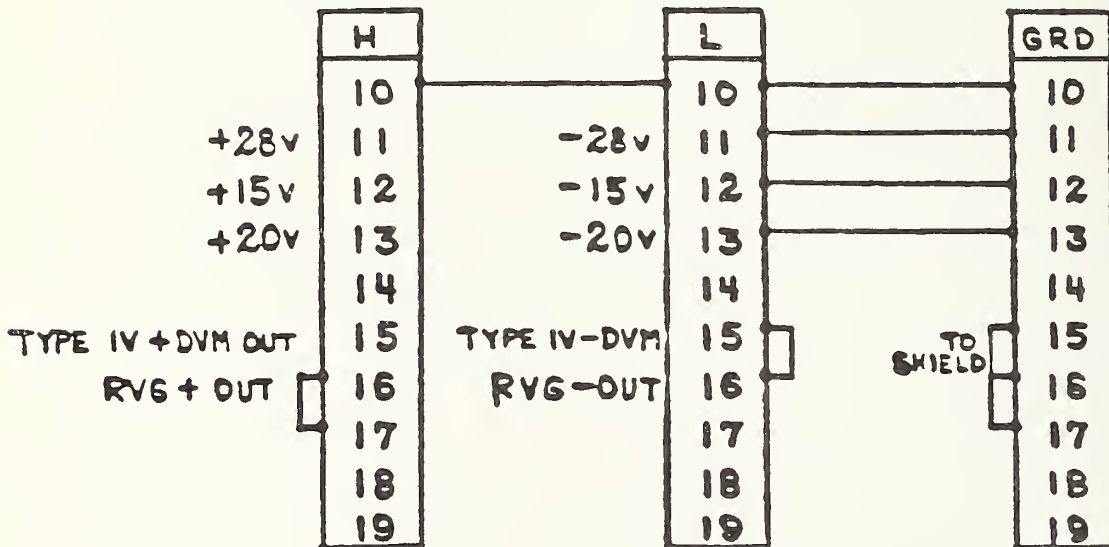 H L GRD
10 10 10
+28v 11 -28v 11 11
+15v 12 -15v 12 12
+20v 13 -20v 13 13
14 14 14
TYPE IV + DVM OUT 15 TYPE IV-DVM 15 TO SHIELD 15
RVG + OUT 16 RVG-OUT 16 16
17 17 17
18 18 18
19 19 19